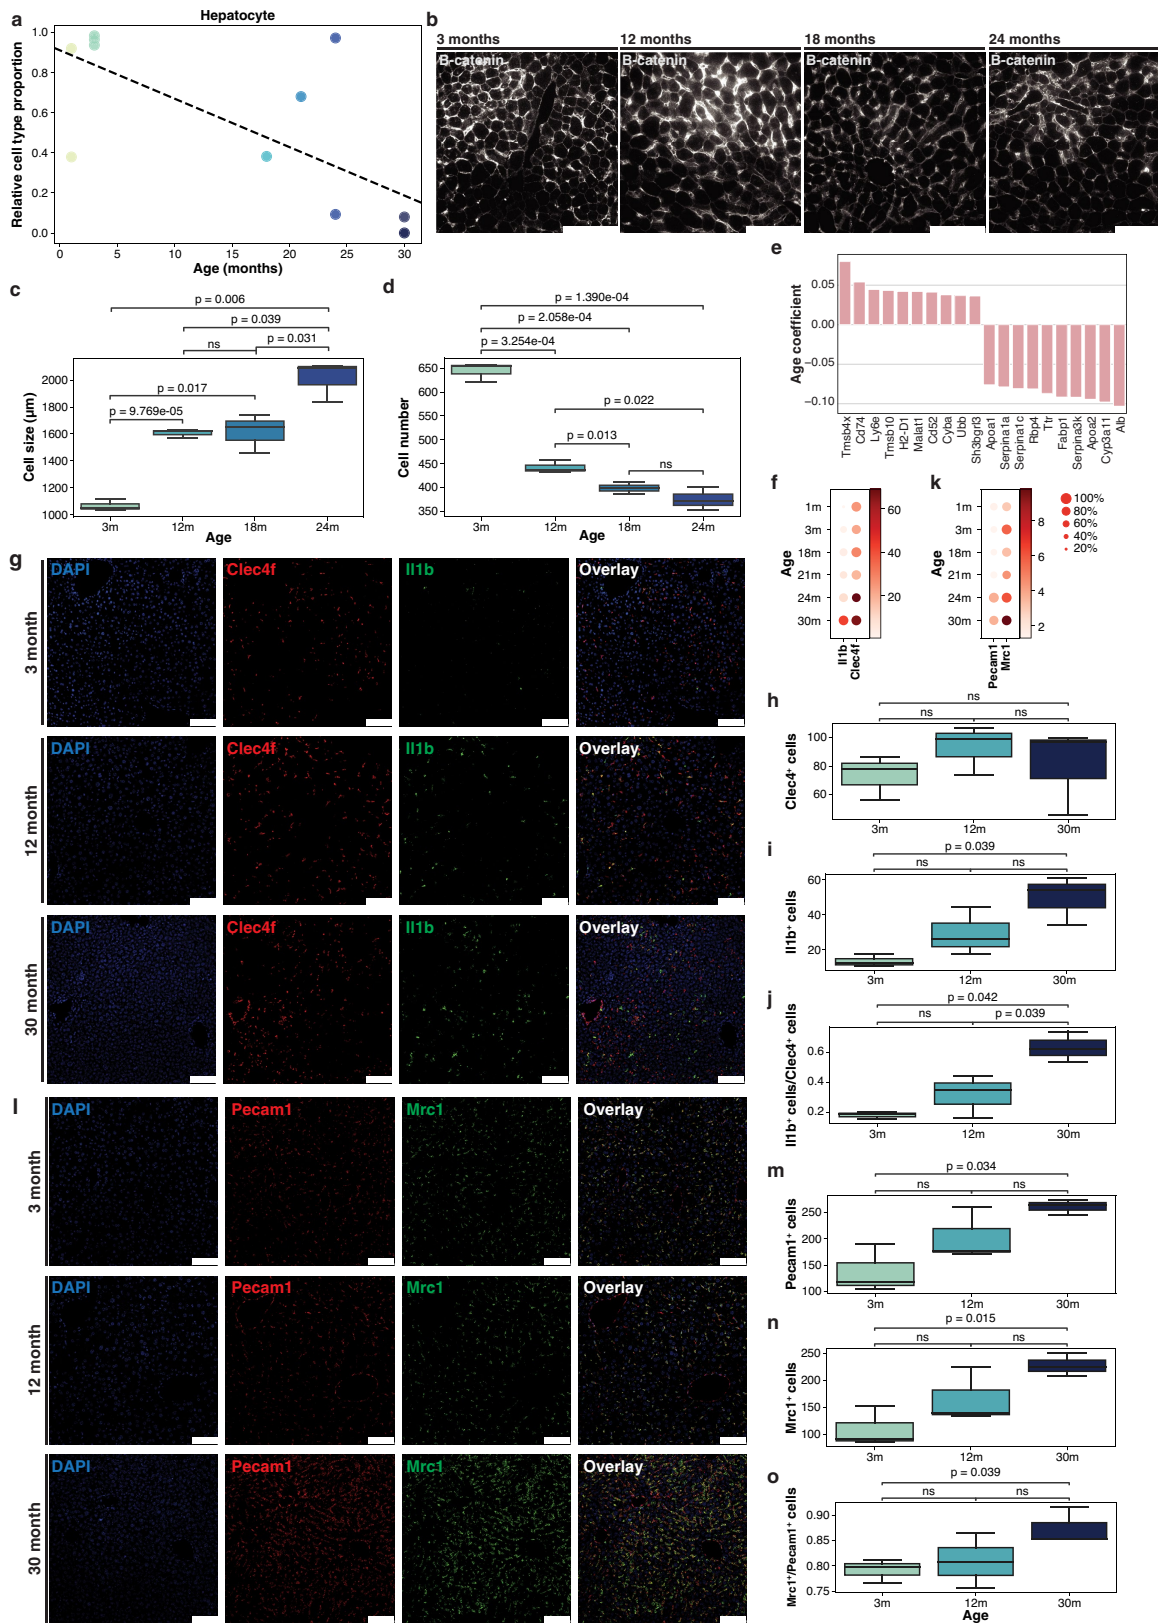 a
Hepatocyte
Relative cell type proportion
1.0
0.8
0.6
0.4
0.2
0.0
0 5 10 15 20 25 30
Age (months)
b
3 months 12 months 18 months 24 months
B-catenin B-catenin B-catenin B-catenin
c
p = 0.006
p = 0.039
ns p = 0.031
p = 0.017
p = 9.769e-05
Cell size (µm)
2000
1800
1600
1400
1200
1000
3m 12m 18m 24m
Age
d
p = 1.390e-04
p = 2.058e-04
p = 3.254e-04
p = 0.022
p = 0.013
ns
Cell number
650
600
550
500
450
400
350
3m 12m 18m 24m
Age
e
Age coefficient
0.05
0.00
−0.05
−0.10
Tmsb4x
Cd74
Ly6e
Tmsb10
H2-D1
Malat1
Cd52
Cyba
Ubb
Sh3bgrl3
Apoa1
Serpina1a
Serpina1c
Rbp4
Ttr
Fabp1
Serpina3k
Apoa2
Cyp3a11
Alb
f
Age
1m
3m
18m
21m
24m
30m
Il1b
Clec4f
60
40
20
k
Age
1m
3m
18m
21m
24m
30m
Pecam1
Mrc1
8
6
4
2
100%
80%
60%
40%
20%
g
3 month
DAPI Clec4f Il1b Overlay
12 month
DAPI Clec4f Il1b Overlay
30 month
DAPI Clec4f Il1b Overlay
h
ns
ns ns
Clec4⁺ cells
100
80
60
3m 12m 30m
i
p = 0.039
ns ns
Il1b⁺ cells
60
40
20
3m 12m 30m
j
p = 0.042
ns p = 0.039
Il1b⁺ cells/Clec4⁺ cells
0.6
0.4
0.2
3m 12m 30m
l
3 month
DAPI Pecam1 Mrc1 Overlay
12 month
DAPI Pecam1 Mrc1 Overlay
30 month
DAPI Pecam1 Mrc1 Overlay
m
p = 0.034
ns ns
Pecam1⁺ cells
250
200
150
100
3m 12m 30m
n
p = 0.015
ns ns
Mrc1⁺ cells
250
200
150
100
3m 12m 30m
o
p = 0.039
ns ns
Mrc1⁺/Pecam1⁺ cells
0.90
0.85
0.80
0.75
3m 12m 30m
Age